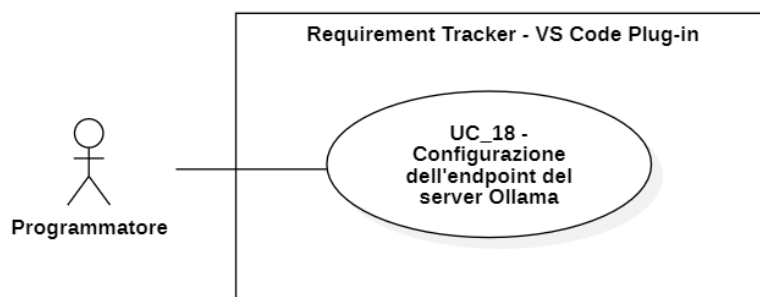 Requirement Tracker - VS Code Plug-in
UC_18 -
Configurazione
dell'endpoint del
server Ollama
Programmatore